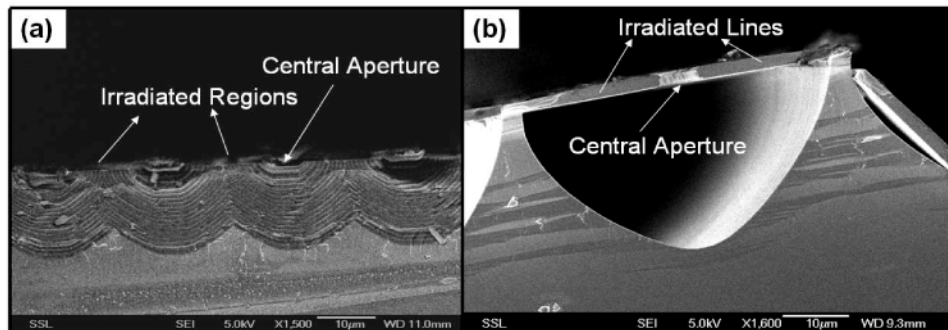 (a)
Central Aperture
Irradiated Regions
SSL SEI 5.0kV X1,500 10μm WD 11.0mm
(b)
Irradiated Lines
Central Aperture
SSL SEI 5.0kV X1,600 10μm WD 9.3mm